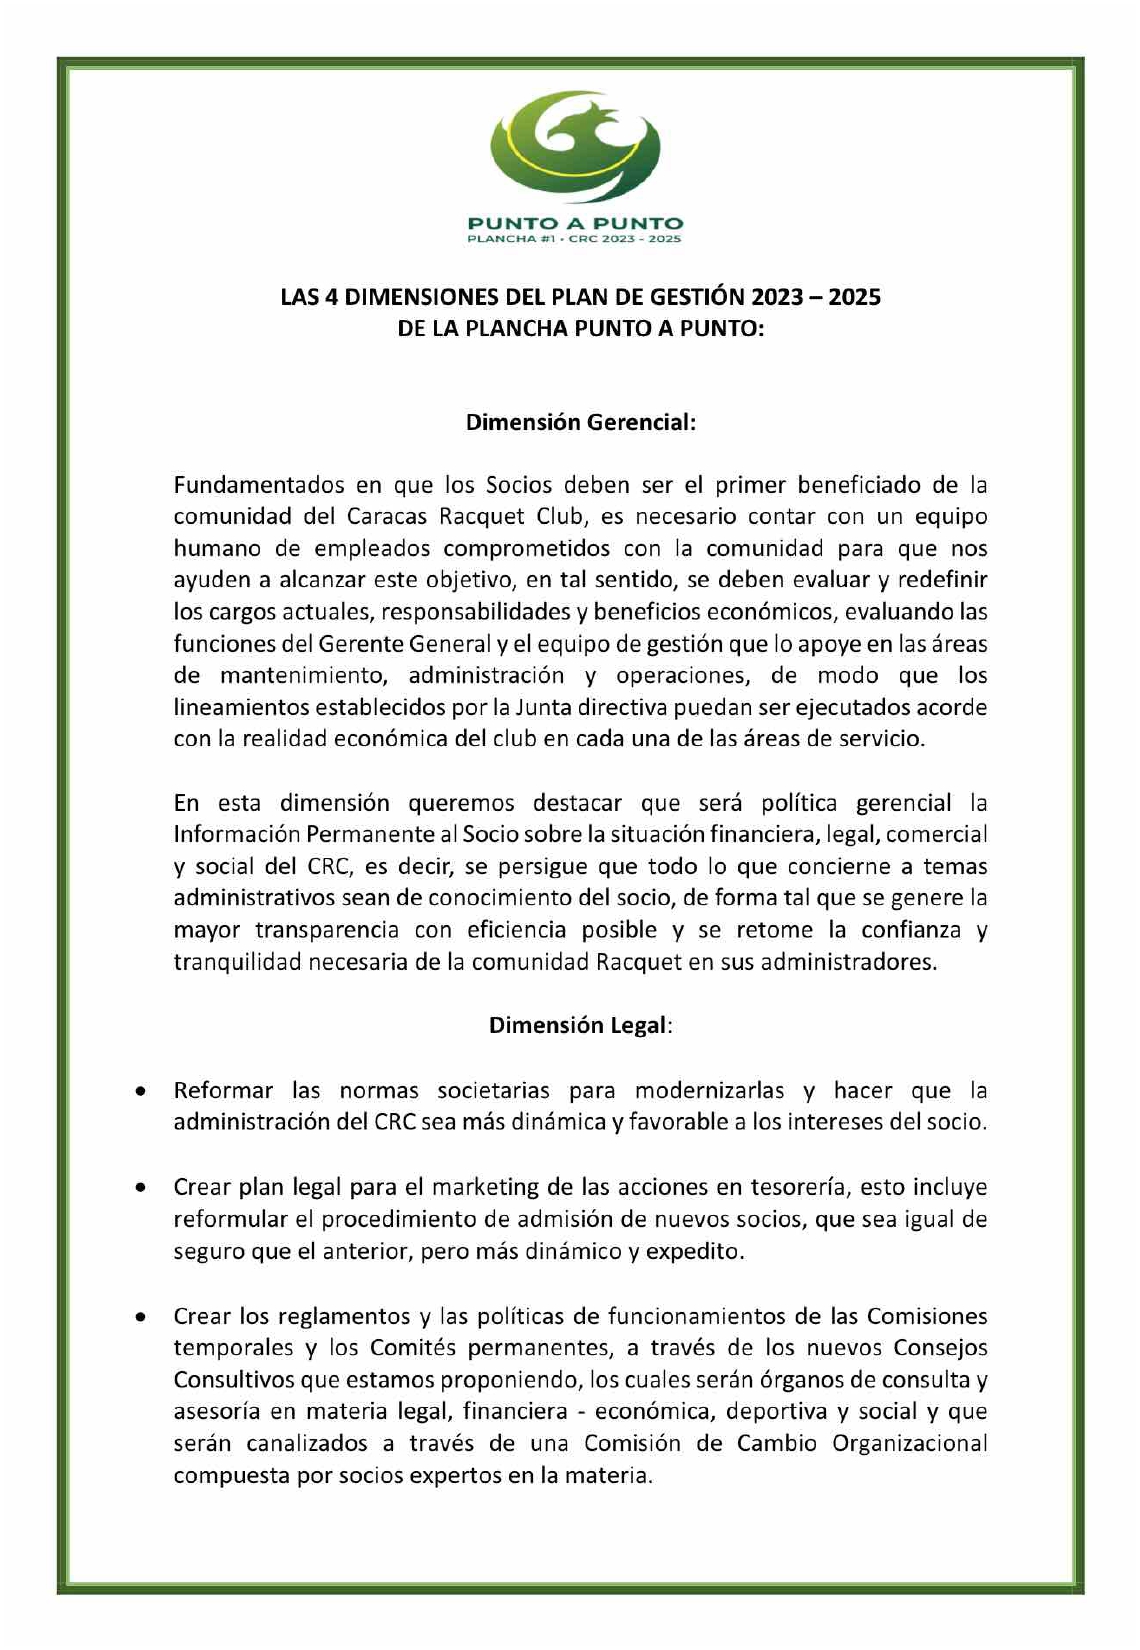 PUNTO A PUNTO
PLANCHA #1 • CRC 2023 - 2025
LAS 4 DIMENSIONES DEL PLAN DE GESTIÓN 2023 – 2025
DE LA PLANCHA PUNTO A PUNTO:
Dimensión Gerencial:
Fundamentados en que los Socios deben ser el primer beneficiado de la
comunidad del Caracas Racquet Club, es necesario contar con un equipo
humano de empleados comprometidos con la comunidad para que nos
ayuden a alcanzar este objetivo, en tal sentido, se deben evaluar y redefinir
los cargos actuales, responsabilidades y beneficios económicos, evaluando las
funciones del Gerente General y el equipo de gestión que lo apoye en las áreas
de mantenimiento, administración y operaciones, de modo que los
lineamientos establecidos por la Junta directiva puedan ser ejecutados acorde
con la realidad económica del club en cada una de las áreas de servicio.
En esta dimensión queremos destacar que será política gerencial la
Información Permanente al Socio sobre la situación financiera, legal, comercial
y social del CRC, es decir, se persigue que todo lo que concierne a temas
administrativos sean de conocimiento del socio, de forma tal que se genere la
mayor transparencia con eficiencia posible y se retome la confianza y
tranquilidad necesaria de la comunidad Racquet en sus administradores.
Dimensión Legal:
• Reformar las normas societarias para modernizarlas y hacer que la
administración del CRC sea más dinámica y favorable a los intereses del socio.
• Crear plan legal para el marketing de las acciones en tesorería, esto incluye
reformular el procedimiento de admisión de nuevos socios, que sea igual de
seguro que el anterior, pero más dinámico y expedito.
• Crear los reglamentos y las políticas de funcionamientos de las Comisiones
temporales y los Comités permanentes, a través de los nuevos Consejos
Consultivos que estamos proponiendo, los cuales serán órganos de consulta y
asesoría en materia legal, financiera - económica, deportiva y social y que
serán canalizados a través de una Comisión de Cambio Organizacional
compuesta por socios expertos en la materia.